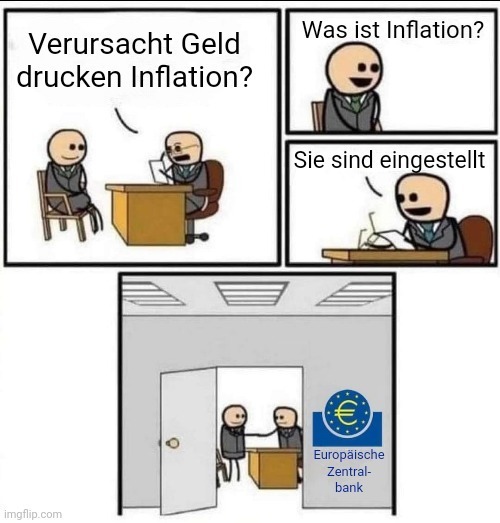 Verursacht Geld
drucken Inflation?
Was ist Inflation?
Sie sind eingestellt
€
Europäische
Zentral-
bank
imgflip.com